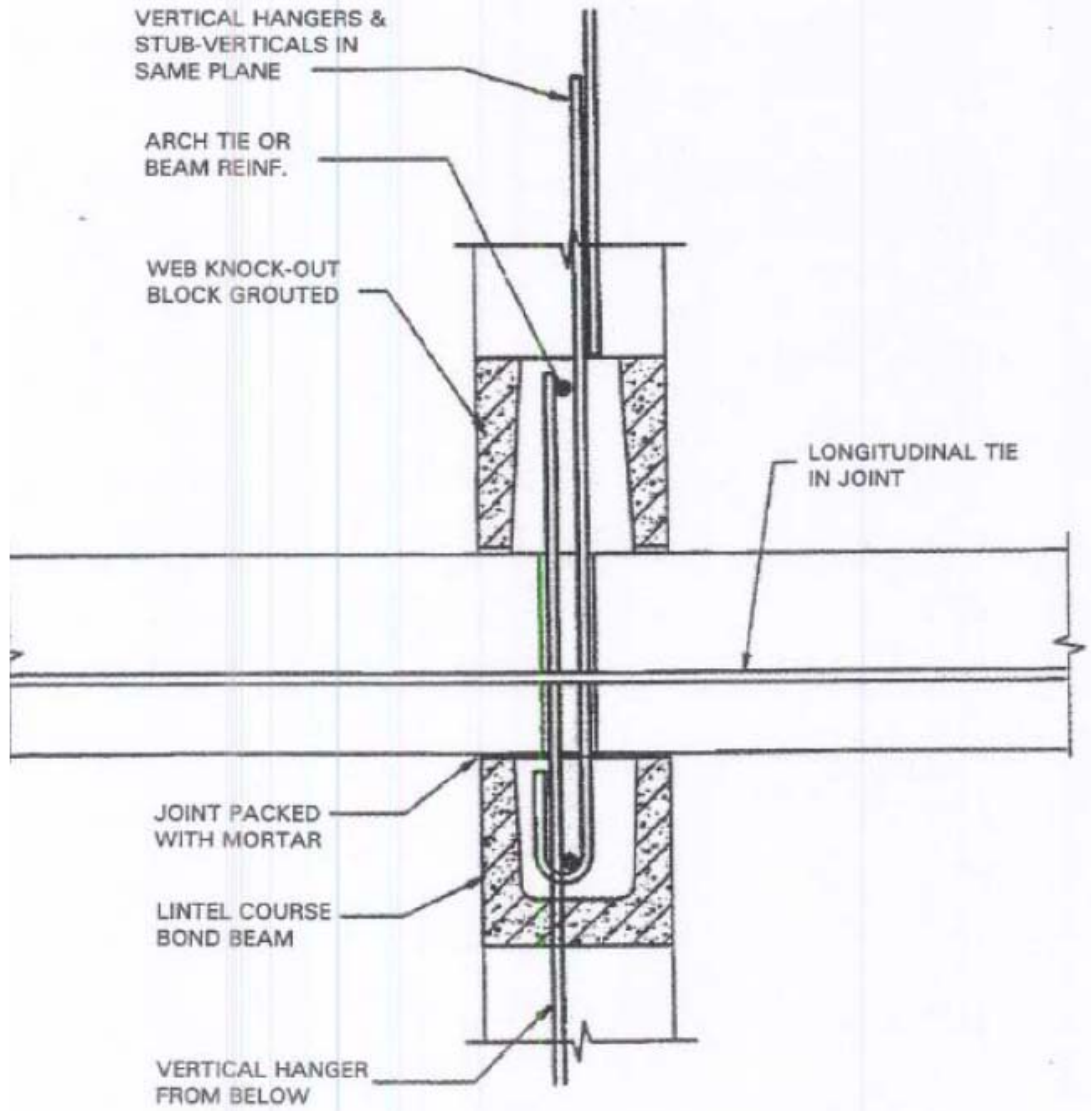 VERTICAL HANGERS &
STUB-VERTICALS IN
SAME PLANE
ARCH TIE OR
BEAM REINF.
WEB KNOCK-OUT
BLOCK GROUTED
LONGITUDINAL TIE
IN JOINT
JOINT PACKED
WITH MORTAR
LINTEL COURSE
BOND BEAM
VERTICAL HANGER
FROM BELOW